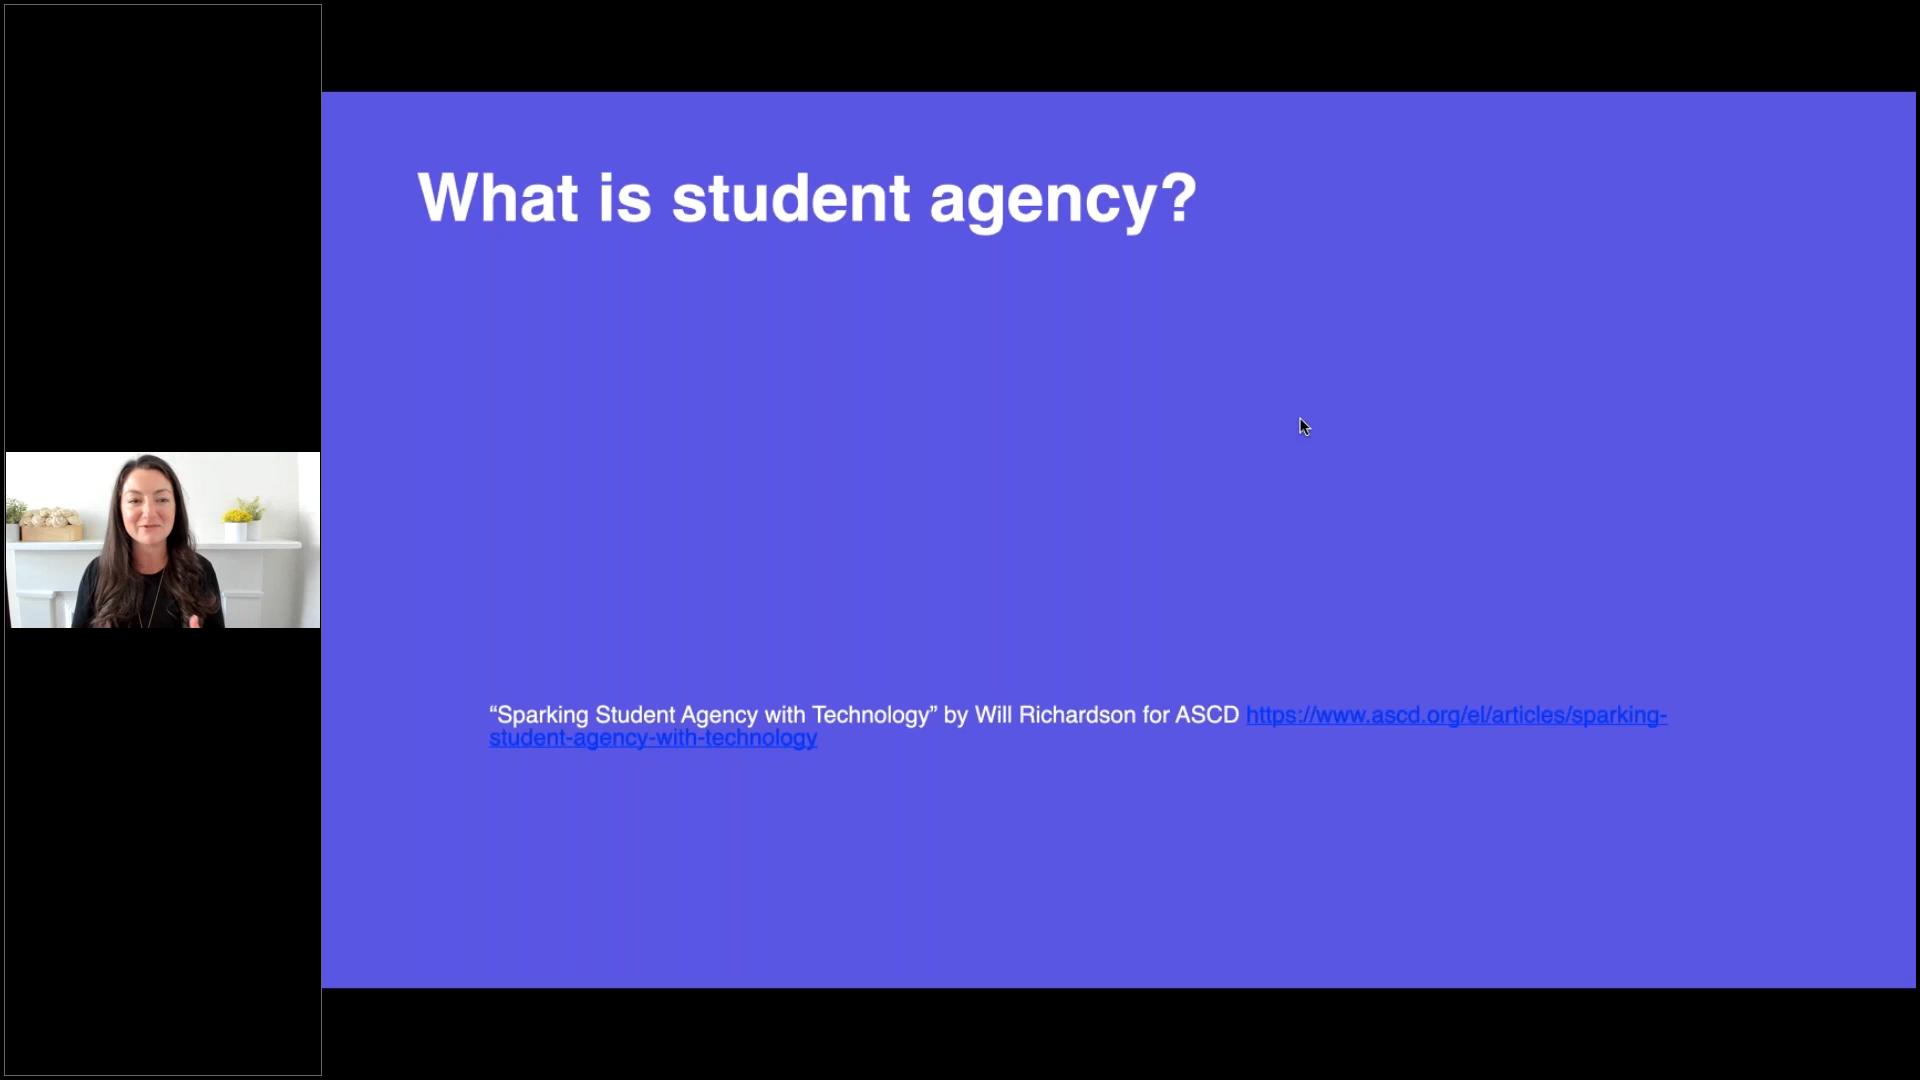 What is student agency?
“Sparking Student Agency with Technology” by Will Richardson for ASCD https://www.ascd.org/el/articles/sparking-
student-agency-with-technology